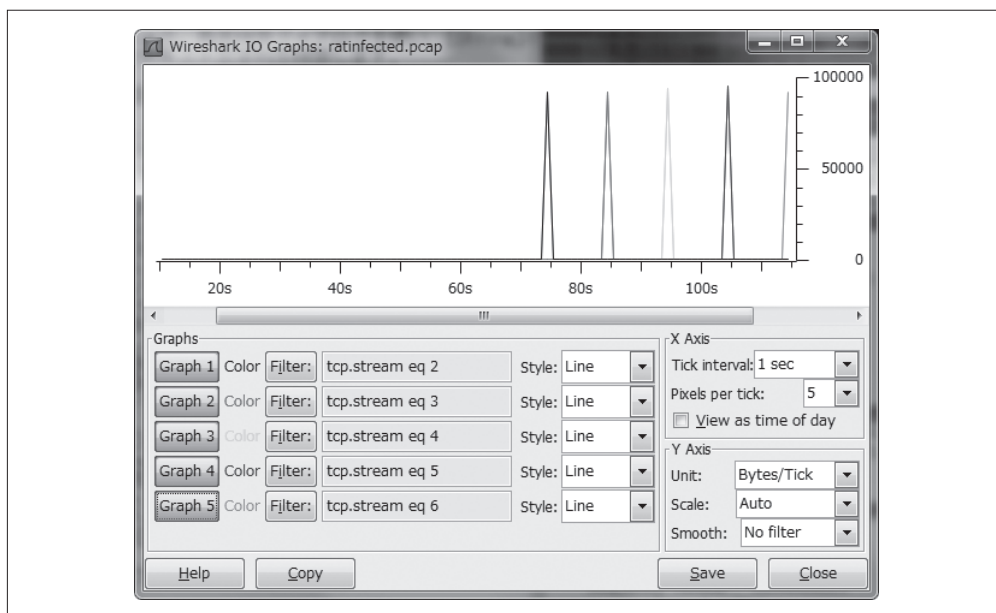 Wireshark IO Graphs: ratinfected.pcap
100000
50000
0
20s 40s 60s 80s 100s
Graphs
Graph 1 Color Filter: tcp.stream eq 2 Style: Line
Graph 2 Color Filter: tcp.stream eq 3 Style: Line
Graph 3 Color Filter: tcp.stream eq 4 Style: Line
Graph 4 Color Filter: tcp.stream eq 5 Style: Line
Graph 5 Color Filter: tcp.stream eq 6 Style: Line
X Axis
Tick interval: 1 sec
Pixels per tick: 5
View as time of day
Y Axis
Unit: Bytes/Tick
Scale: Auto
Smooth: No filter
Help Copy Save Close